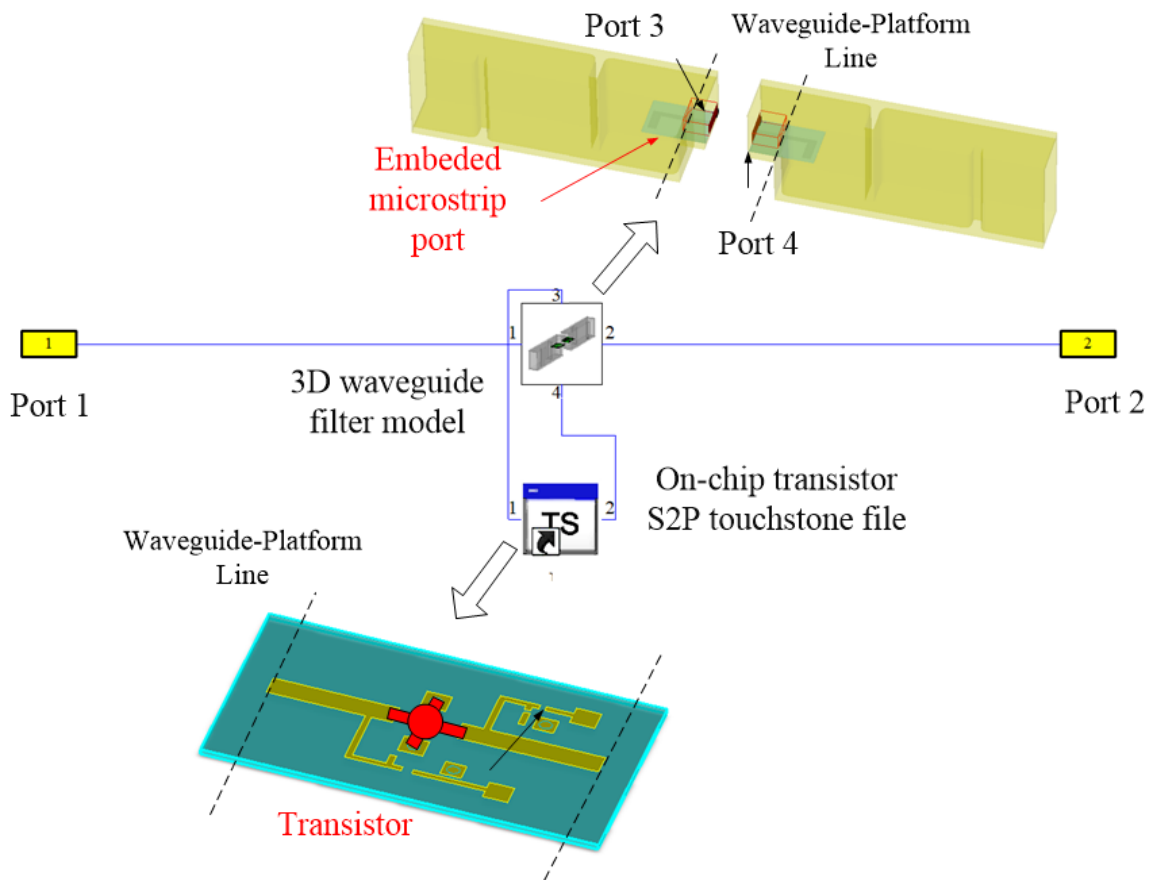 Port 3
Waveguide-Platform
Line
Embeded
microstrip
port
Port 4
3
1
2
4
1
2
Port 1
Port 2
3D waveguide
filter model
On-chip transistor
S2P touchstone file
1
2
TS
1
Waveguide-Platform
Line
Transistor